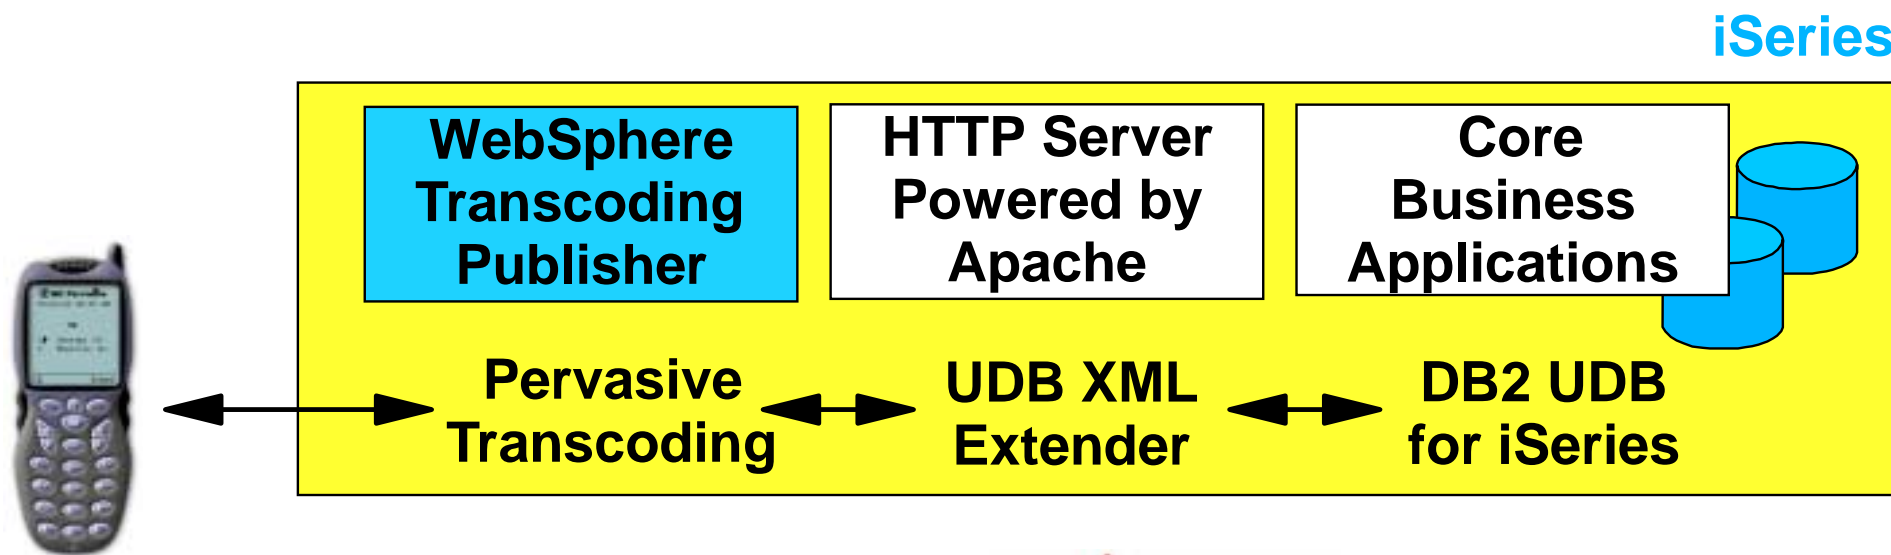 iSeries
WebSphere
Transcoding
Publisher
HTTP Server
Powered by
Apache
Core
Business
Applications
Pervasive
Transcoding
UDB XML
Extender
DB2 UDB
for iSeries